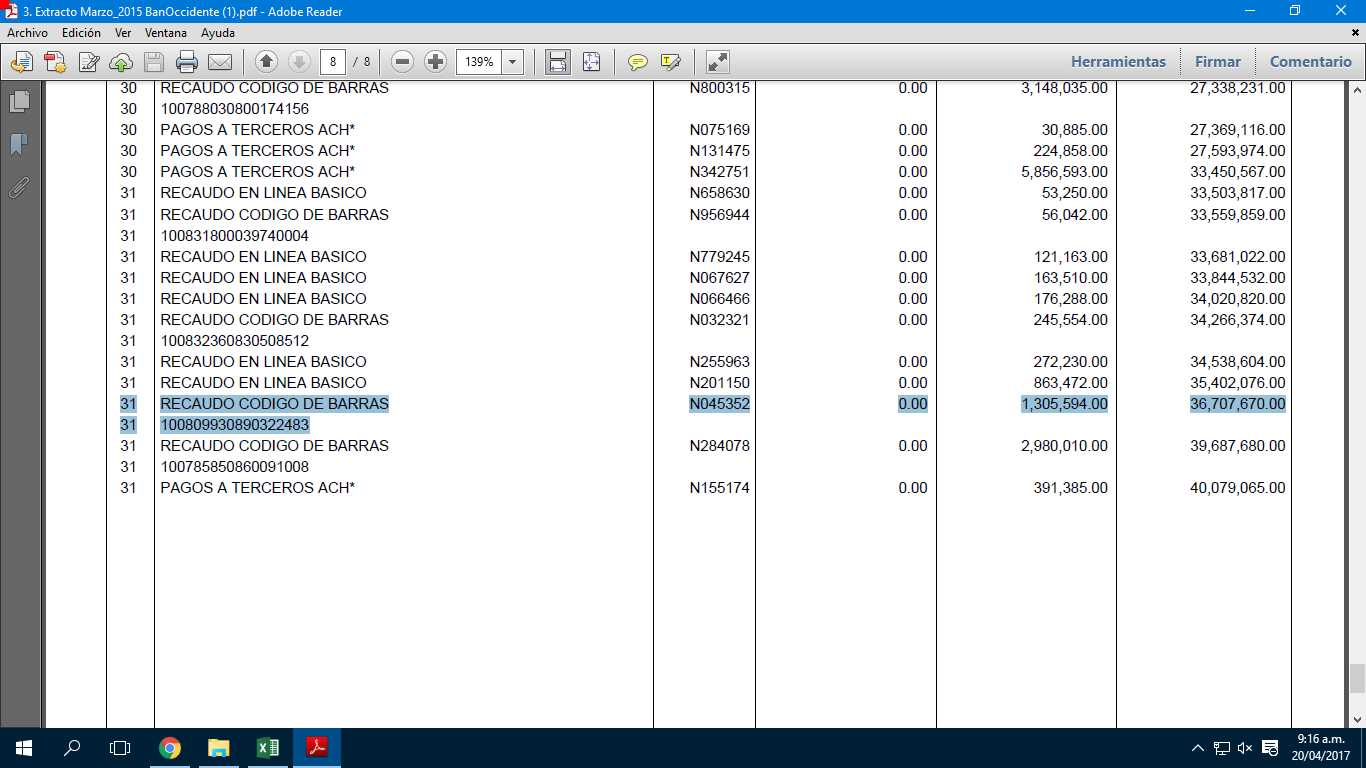 3. Extracto Marzo_2015 BanOccidente (1).pdf - Adobe Reader
Archivo Edición Ver Ventana Ayuda
8 / 8 139% Herramientas Firmar Comentario
30 RECAUDO CODIGO DE BARRAS N800315 0.00 3,148,035.00 27,338,231.00
30 100788030800174156
30 PAGOS A TERCEROS ACH* N075169 0.00 30,885.00 27,369,116.00
30 PAGOS A TERCEROS ACH* N131475 0.00 224,858.00 27,593,974.00
30 PAGOS A TERCEROS ACH* N342751 0.00 5,856,593.00 33,450,567.00
31 RECAUDO EN LINEA BASICO N658630 0.00 53,250.00 33,503,817.00
31 RECAUDO CODIGO DE BARRAS N956944 0.00 56,042.00 33,559,859.00
31 100831800039740004
31 RECAUDO EN LINEA BASICO N779245 0.00 121,163.00 33,681,022.00
31 RECAUDO EN LINEA BASICO N067627 0.00 163,510.00 33,844,532.00
31 RECAUDO EN LINEA BASICO N066466 0.00 176,288.00 34,020,820.00
31 RECAUDO CODIGO DE BARRAS N032321 0.00 245,554.00 34,266,374.00
31 100832360830508512
31 RECAUDO EN LINEA BASICO N255963 0.00 272,230.00 34,538,604.00
31 RECAUDO EN LINEA BASICO N201150 0.00 863,472.00 35,402,076.00
31 RECAUDO CODIGO DE BARRAS N045352 0.00 1,305,594.00 36,707,670.00
31 100809930890322483
31 RECAUDO CODIGO DE BARRAS N284078 0.00 2,980,010.00 39,687,680.00
31 100785850860091008
31 PAGOS A TERCEROS ACH* N155174 0.00 391,385.00 40,079,065.00
9:16 a.m.
20/04/2017